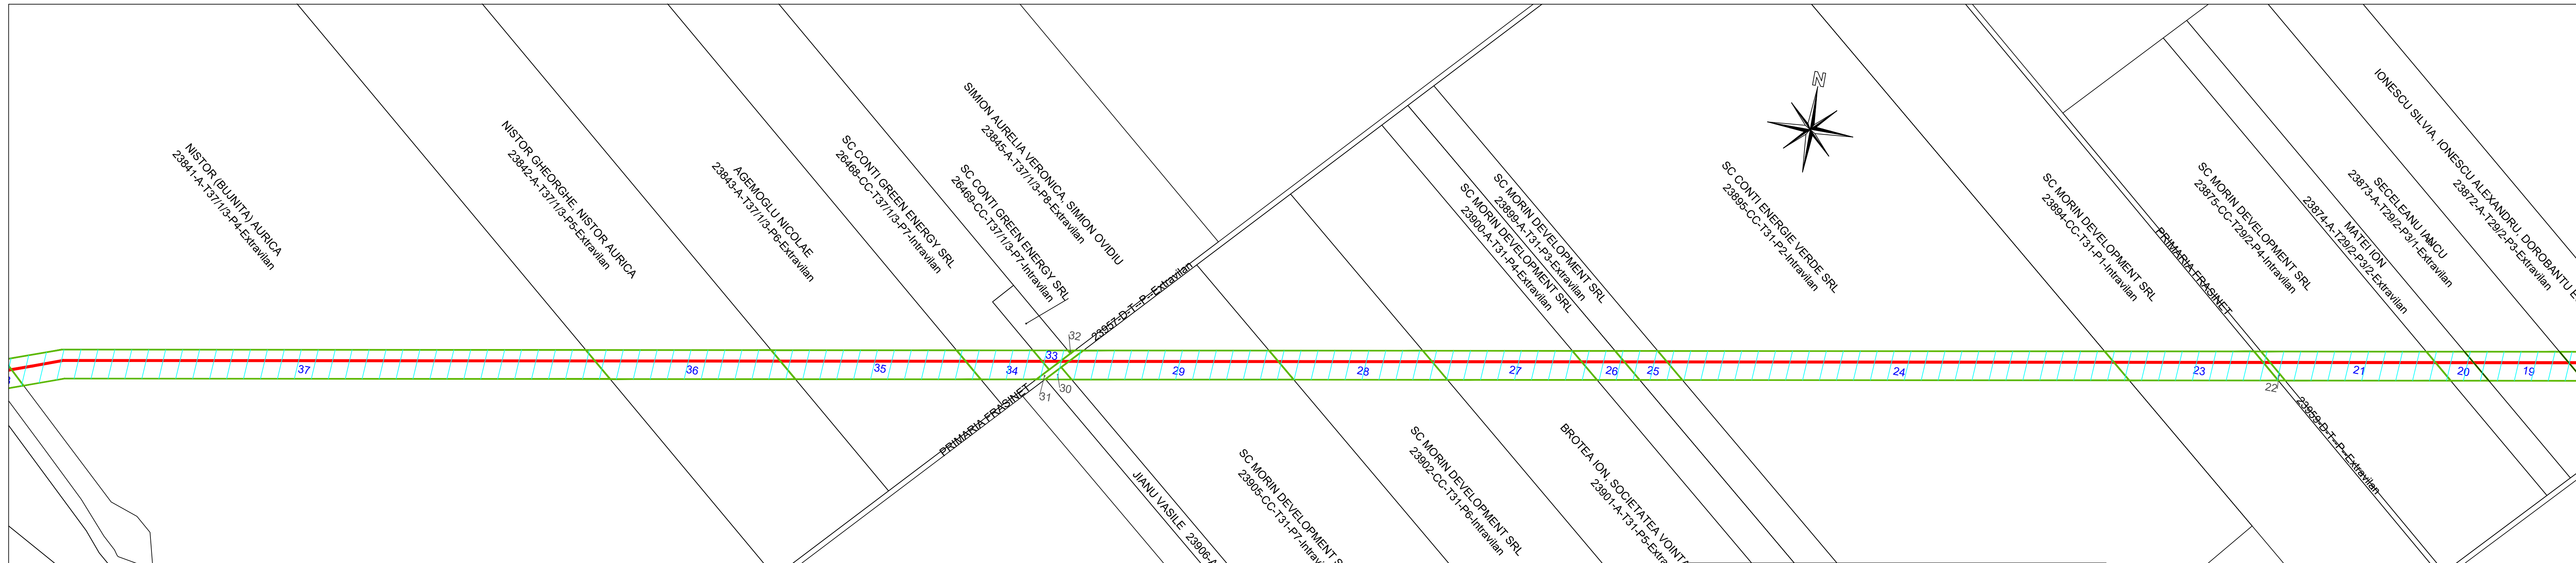 NISTOR (BUJNITA) AURICA
23841-A-T37/1/3-P4-Extravilan
NISTOR GHEORGHE, NISTOR AURICA
23842-A-T37/1/3-P5-Extravilan
AGEMOGLU NICOLAE
23843-A-T37/1/3-P6-Extravilan
SC CONTI GREEN ENERGY SRL
26468-CC-T37/1/3-P7-Intravilan
SC CONTI GREEN ENERGY SRL
26469-CC-T37/1/3-P7-Intravilan
SIMION AURELIA VERONICA, SIMION OVIDIU
23845-A-T37/1/3-P8-Extravilan
PRIMARIA FRASINET
23957-D-T--P--Extravilan
SC MORIN DEVELOPMENT SRL
23900-A-T31-P4-Extravilan
SC MORIN DEVELOPMENT SRL
23899-A-T31-P3-Extravilan
N
SC CONTI ENERGIE VERDE SRL
23895-CC-T31-P2-Intravilan
SC MORIN DEVELOPMENT SRL
23894-CC-T31-P1-Intravilan
PRIMARIA FRASINET
23959-D-T--P--Extravilan
SC MORIN DEVELOPMENT SRL
23875-CC-T29/2-P4-Intravilan
MATEI ION
23874-A-T29/2-P3/2-Extravilan
SECELEANU IANCU
23873-A-T29/2-P3/1-Extravilan
IONESCU SILVIA, IONESCU ALEXANDRU, DOROBANTU E
23872-A-T29/2-P3-Extravilan
37
36
35
34
33
32
31
30
29
28
27
26
25
24
23
22
21
20
19
JIANU VASILE 23906-A
SC MORIN DEVELOPMENT S
23905-CC-T31-P7-Intravi
SC MORIN DEVELOPMENT SRL
23902-CC-T31-P6-Intravilan
BROTEA ION, SOCIETATEA VOINTA
23901-A-T31-P5-Extra